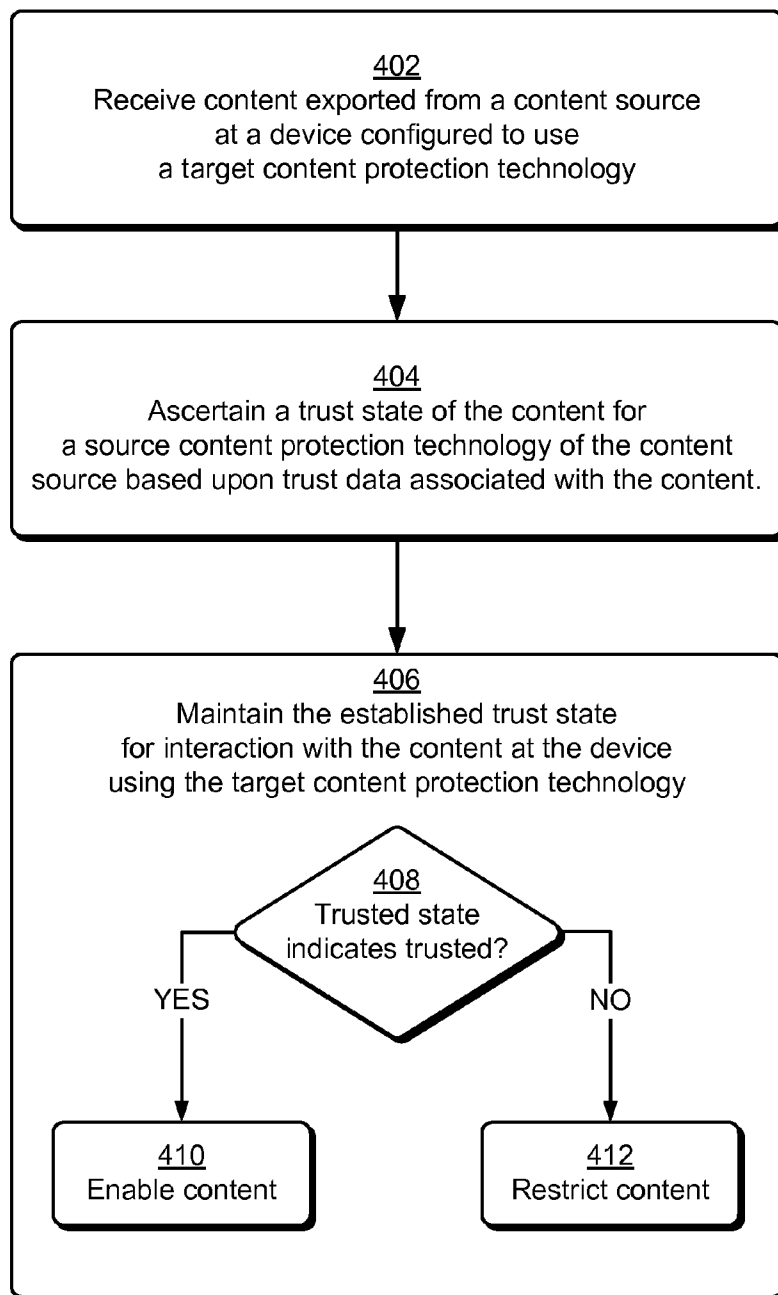 402
Receive content exported from a content source
at a device configured to use
a target content protection technology
404
Ascertain a trust state of the content for
a source content protection technology of the content
source based upon trust data associated with the content.
406
Maintain the established trust state
for interaction with the content at the device
using the target content protection technology
408
Trusted state
indicates trusted?
YES
NO
410
Enable content
412
Restrict content